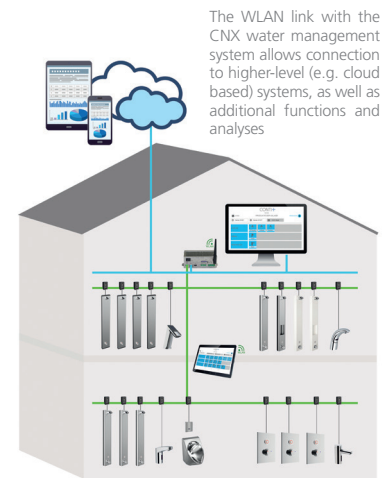 The WLAN link with the
CNX water management
system allows connection
to higher-level (e.g. cloud
based) systems, as well as
additional functions and
analyses